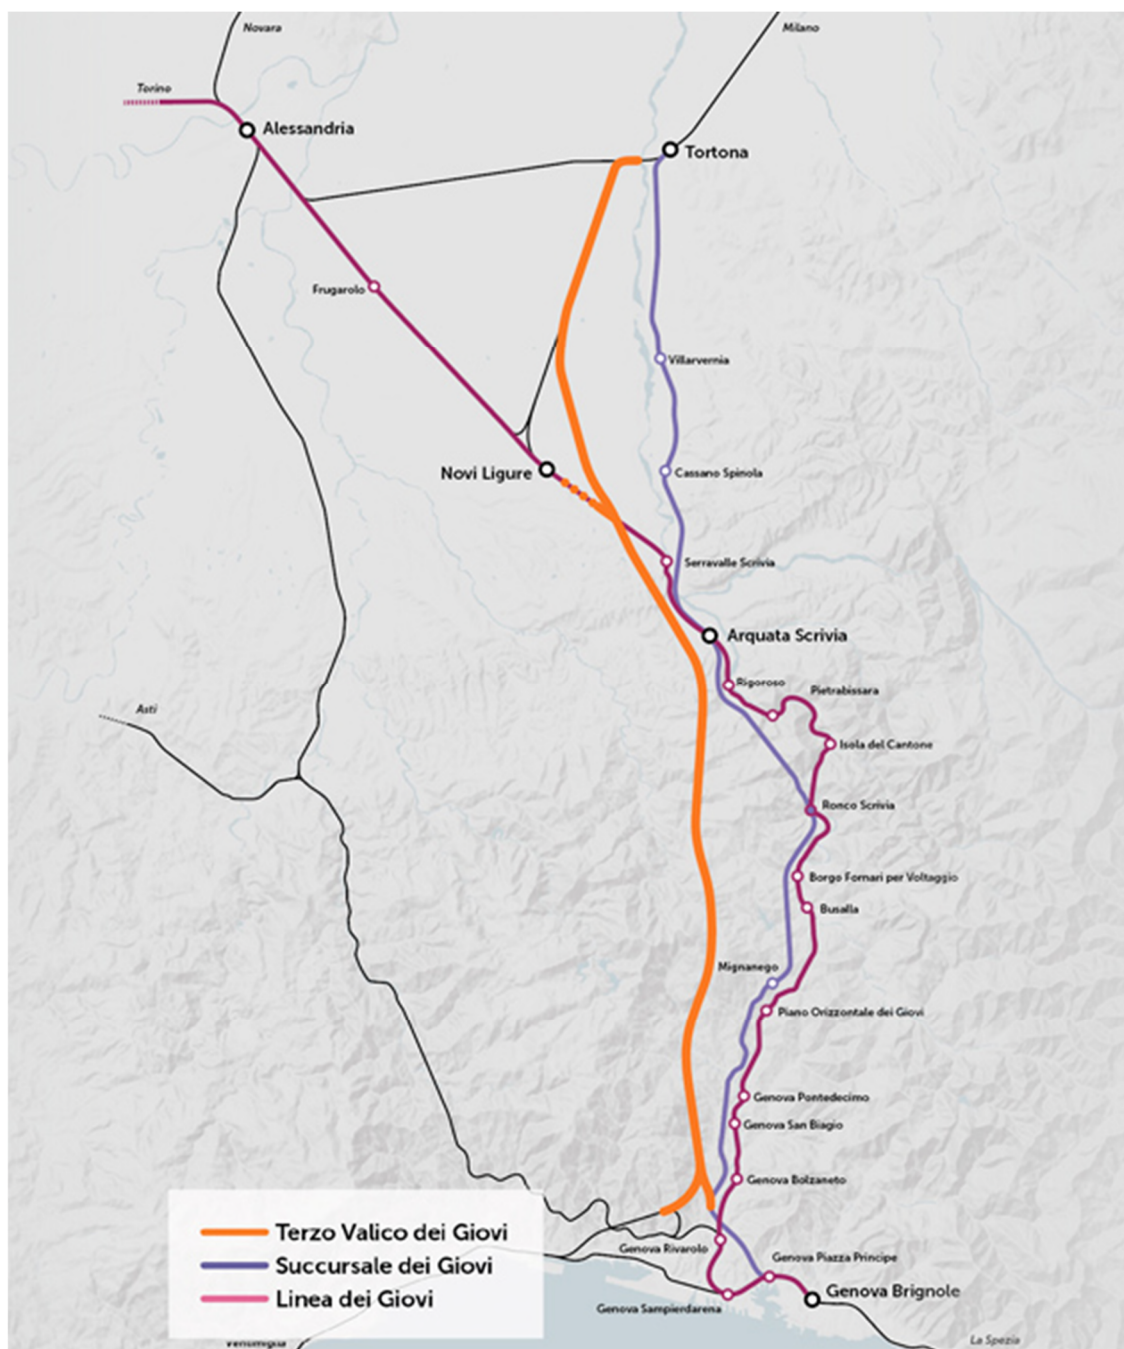 Novara
Milano
Torino
Alessandria
Tortona
Frugarolo
Villarvernia
Novi Ligure
Cassano Spinola
Serravalle Scrivia
Arquata Scrivia
Rigoroso
Pietrabissara
Asti
Isola del Cantone
Ronco Scrivia
Borgo Fornari per Voltaggio
Busalla
Mignanego
Piano Orizzontale dei Giovi
Genova Pontedecimo
Genova San Biagio
Genova Bolzaneto
Terzo Valico dei Giovi
Succursale dei Giovi
Linea dei Giovi
Genova Rivarolo
Genova Piazza Principe
Genova Brignole
Genova Sampierdarena
La Spezia
Ventimiglia